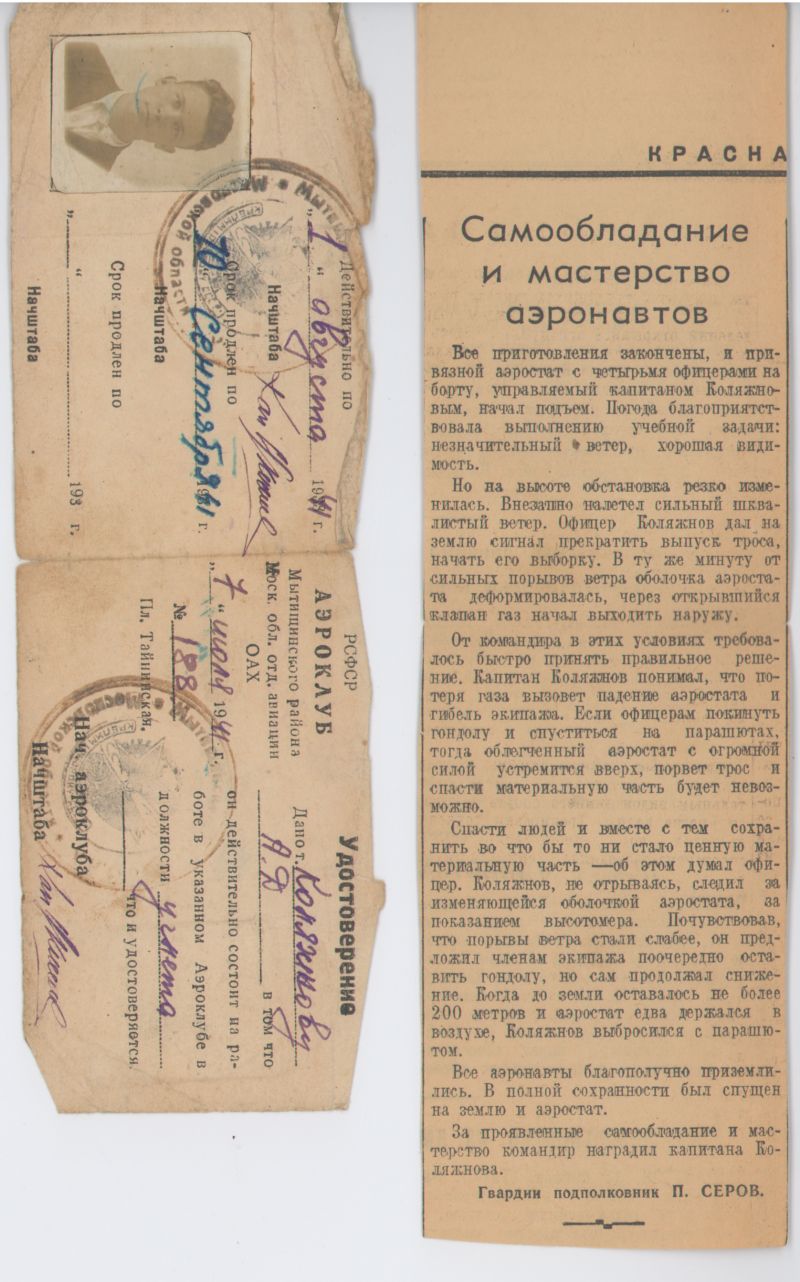 Действительно по
„1“ августа 1941 г.
Начштаба
Срок продлен по
„10“ Сентября 1941 г.
Начштаба
Срок продлен по
„ “ 193 г.
Начштаба
РСФСР
АЭРОКЛУБ
Мытищинского района
Моск. обл. отд. авиации
ОАХ
„7“ июля 1941 г.
№ 188
Пл. Тайнинская.
Удостоверение
Дано т. Коляжнову
А.Д. в том что
он действительно состоит на ра-
боте в указанном Аэроклубе в
должности учлета
что и удостоверяется.
Нач. аэроклуба
Начштаба
КРАСНА
Самообладание
и мастерство
аэронавтов
Все приготовления закончены, и при-
вязной аэростат с четырьмя офицерами на
борту, управляемый капитаном Коляжно-
вым, начал подъем. Погода благоприятст-
вовала выполнению учебной задачи:
незначительный ветер, хорошая види-
мость.
Но на высоте обстановка резко изме-
нилась. Внезапно налетел сильный шква-
листый ветер. Офицер Коляжнов дал на
землю сигнал прекратить выпуск троса,
начать его выборку. В ту же минуту от
сильных порывов ветра оболочка аэроста-
та деформировалась, через открывшийся
клапан газ начал выходить наружу.
От командира в этих условиях требова-
лось быстро принять правильное реше-
ние. Капитан Коляжнов понимал, что по-
теря газа вызовет падение аэростата и
гибель экипажа. Если офицерам покинуть
гондолу и спуститься на парашютах,
тогда облегченный аэростат с огромной
силой устремится вверх, порвет трос и
спасти материальную часть будет невоз-
можно.
Спасти людей и вместе с тем сохра-
нить во что бы то ни стало ценную ма-
териальную часть —об этом думал офи-
цер. Коляжнов, не отрываясь, следил за
изменяющейся оболочкой аэростата, за
показанием высотомера. Почувствовав,
что порывы ветра стали слабее, он пред-
ложил членам экипажа поочередно оста-
вить гондолу, но сам продолжал сниже-
ние. Когда до земли оставалось не более
200 метров и аэростат едва держался в
воздухе, Коляжнов выбросился с парашю-
том.
Все аэронавты благополучно приземли-
лись. В полной сохранности был спущен
на землю и аэростат.
За проявленные самообладание и мас-
терство командир наградил капитана Ко-
ляжнова.
Гвардии подполковник П. СЕРОВ.